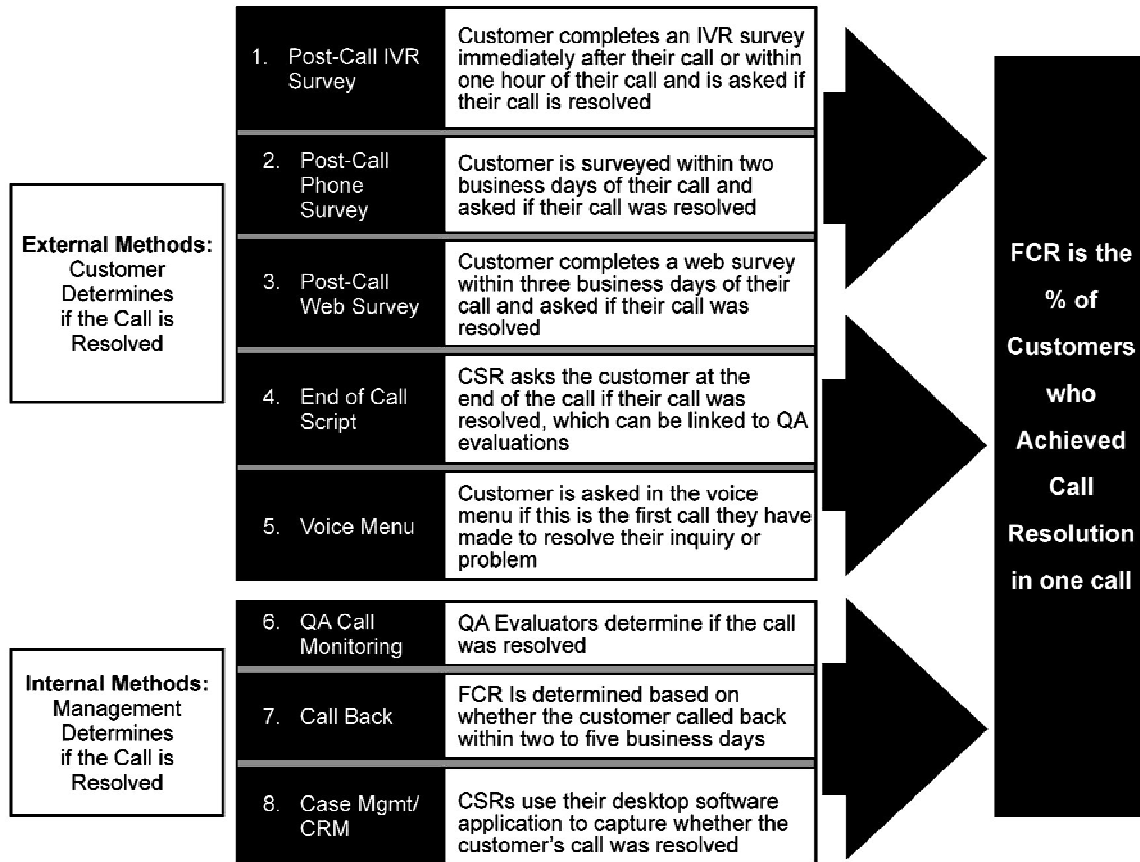 1. Post-Call IVR
Survey
Customer completes an IVR survey
immediately after their call or within
one hour of their call and is asked if
their call is resolved
2. Post-Call
Phone
Survey
Customer is surveyed within two
business days of their call and
asked if their call was resolved
External Methods:
Customer
Determines
if the Call is
Resolved
3. Post-Call
Web Survey
Customer completes a web survey
within three business days of their
call and asked if their call was
resolved
4. End of Call
Script
CSR asks the customer at the
end of the call if their call was
resolved, which can be linked to QA
evaluations
5. Voice Menu
Customer is asked in the voice
menu if this is the first call they have
made to resolve their inquiry or
problem
6. QA Call
Monitoring
QA Evaluators determine if the call
was resolved
Internal Methods:
Management
Determines
if the Call is
Resolved
7. Call Back
FCR Is determined based on
whether the customer called back
within two to five business days
8. Case Mgmt/
CRM
CSRs use their desktop software
application to capture whether the
customer's call was resolved
FCR is the
% of
Customers
who
Achieved
Call
Resolution
in one call